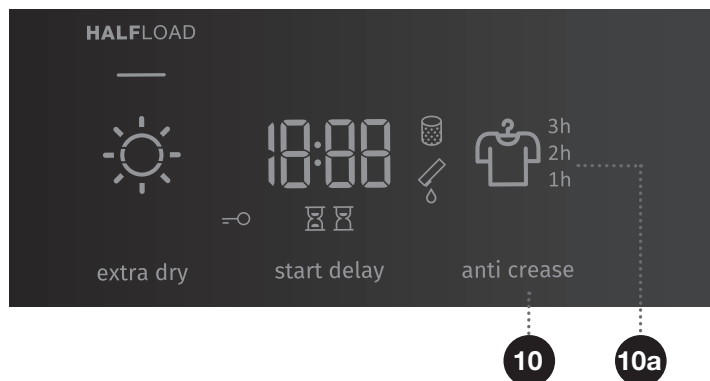 HALFLOAD
18:88
3h
2h
1h
extra dry
start delay
anti crease
10
10a